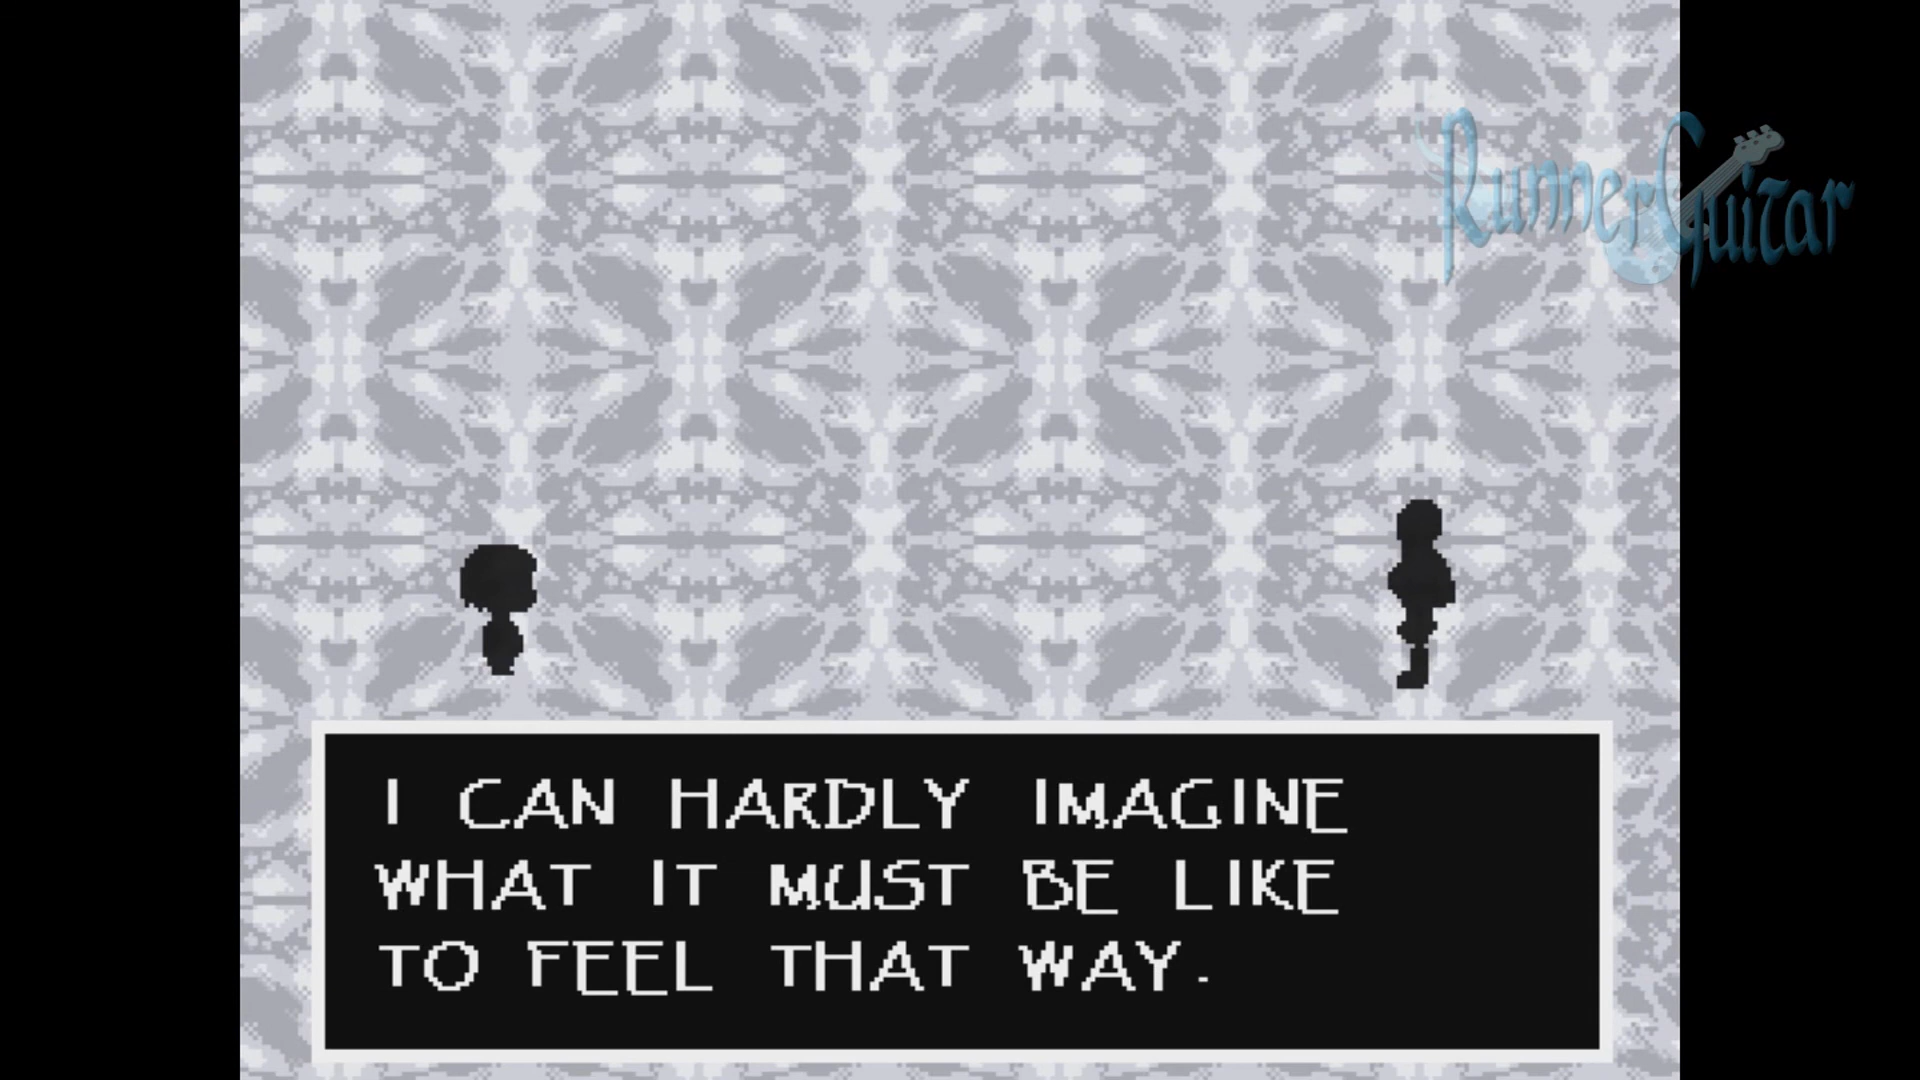 RunnerGuitar
I CAN HARDLY IMAGINE
WHAT IT MUST BE LIKE
TO FEEL THAT WAY.